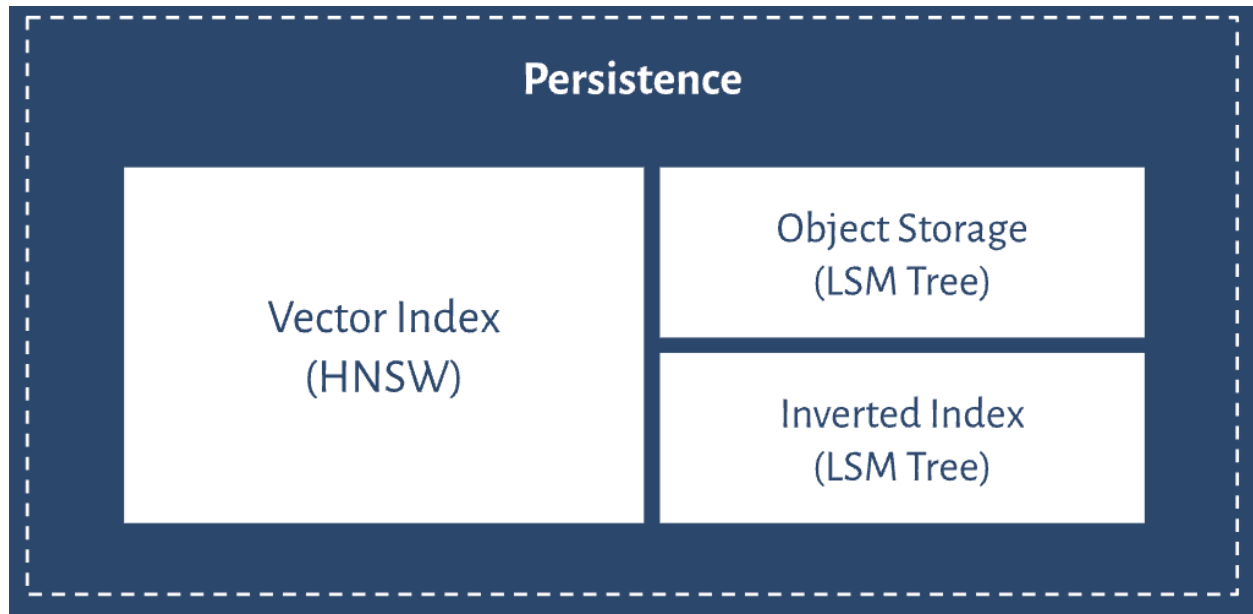 Persistence
Vector Index
(HNSW)
Object Storage
(LSM Tree)
Inverted Index
(LSM Tree)